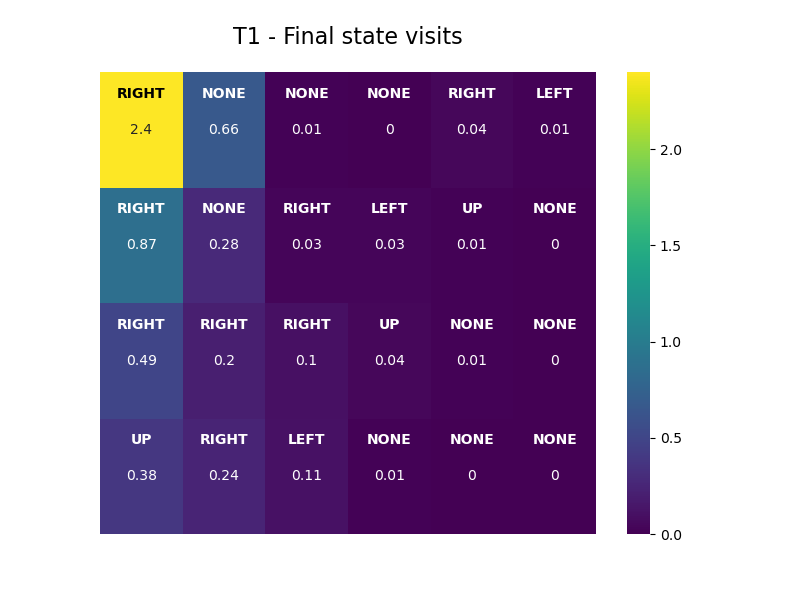 T1 - Final state visits
RIGHT NONE NONE NONE RIGHT LEFT
2.4 0.66 0.01 0 0.04 0.01
RIGHT NONE RIGHT LEFT UP NONE
0.87 0.28 0.03 0.03 0.01 0
RIGHT RIGHT RIGHT UP NONE NONE
0.49 0.2 0.1 0.04 0.01 0
UP RIGHT LEFT NONE NONE NONE
0.38 0.24 0.11 0.01 0 0
2.0
1.5
1.0
0.5
0.0